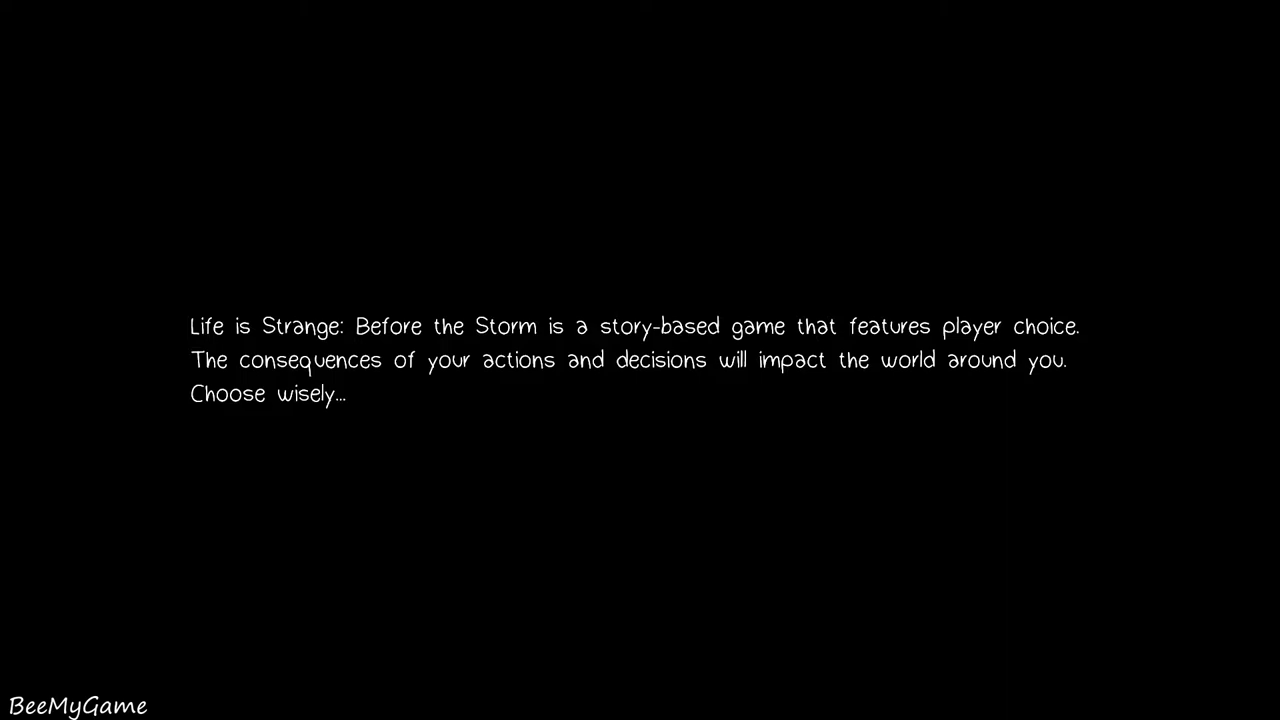 Life is Strange: Before the Storm is a story-based game that features player choice.
The consequences of your actions and decisions will impact the world around you.
Choose wisely...
BeeMyGame